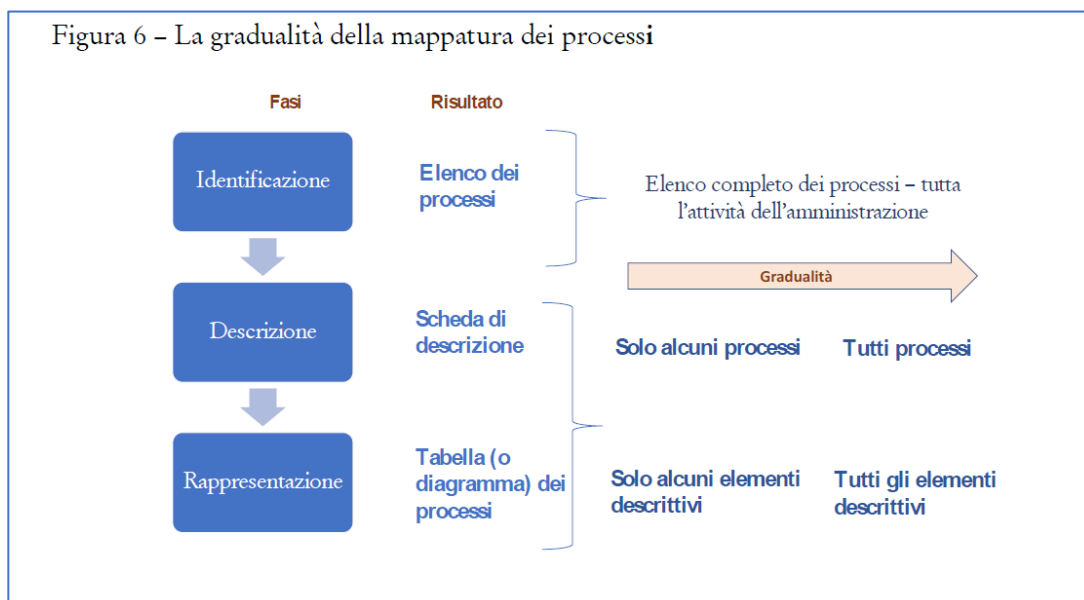 Figura 6 – La gradualità della mappatura dei processi
Fasi
Risultato
Identificazione
Elenco dei
processi
Elenco completo dei processi – tutta
l'attività dell'amministrazione
Gradualità
Descrizione
Scheda di
descrizione
Solo alcuni processi
Tutti processi
Rappresentazione
Tabella (o
diagramma) dei
processi
Solo alcuni elementi
descrittivi
Tutti gli elementi
descrittivi